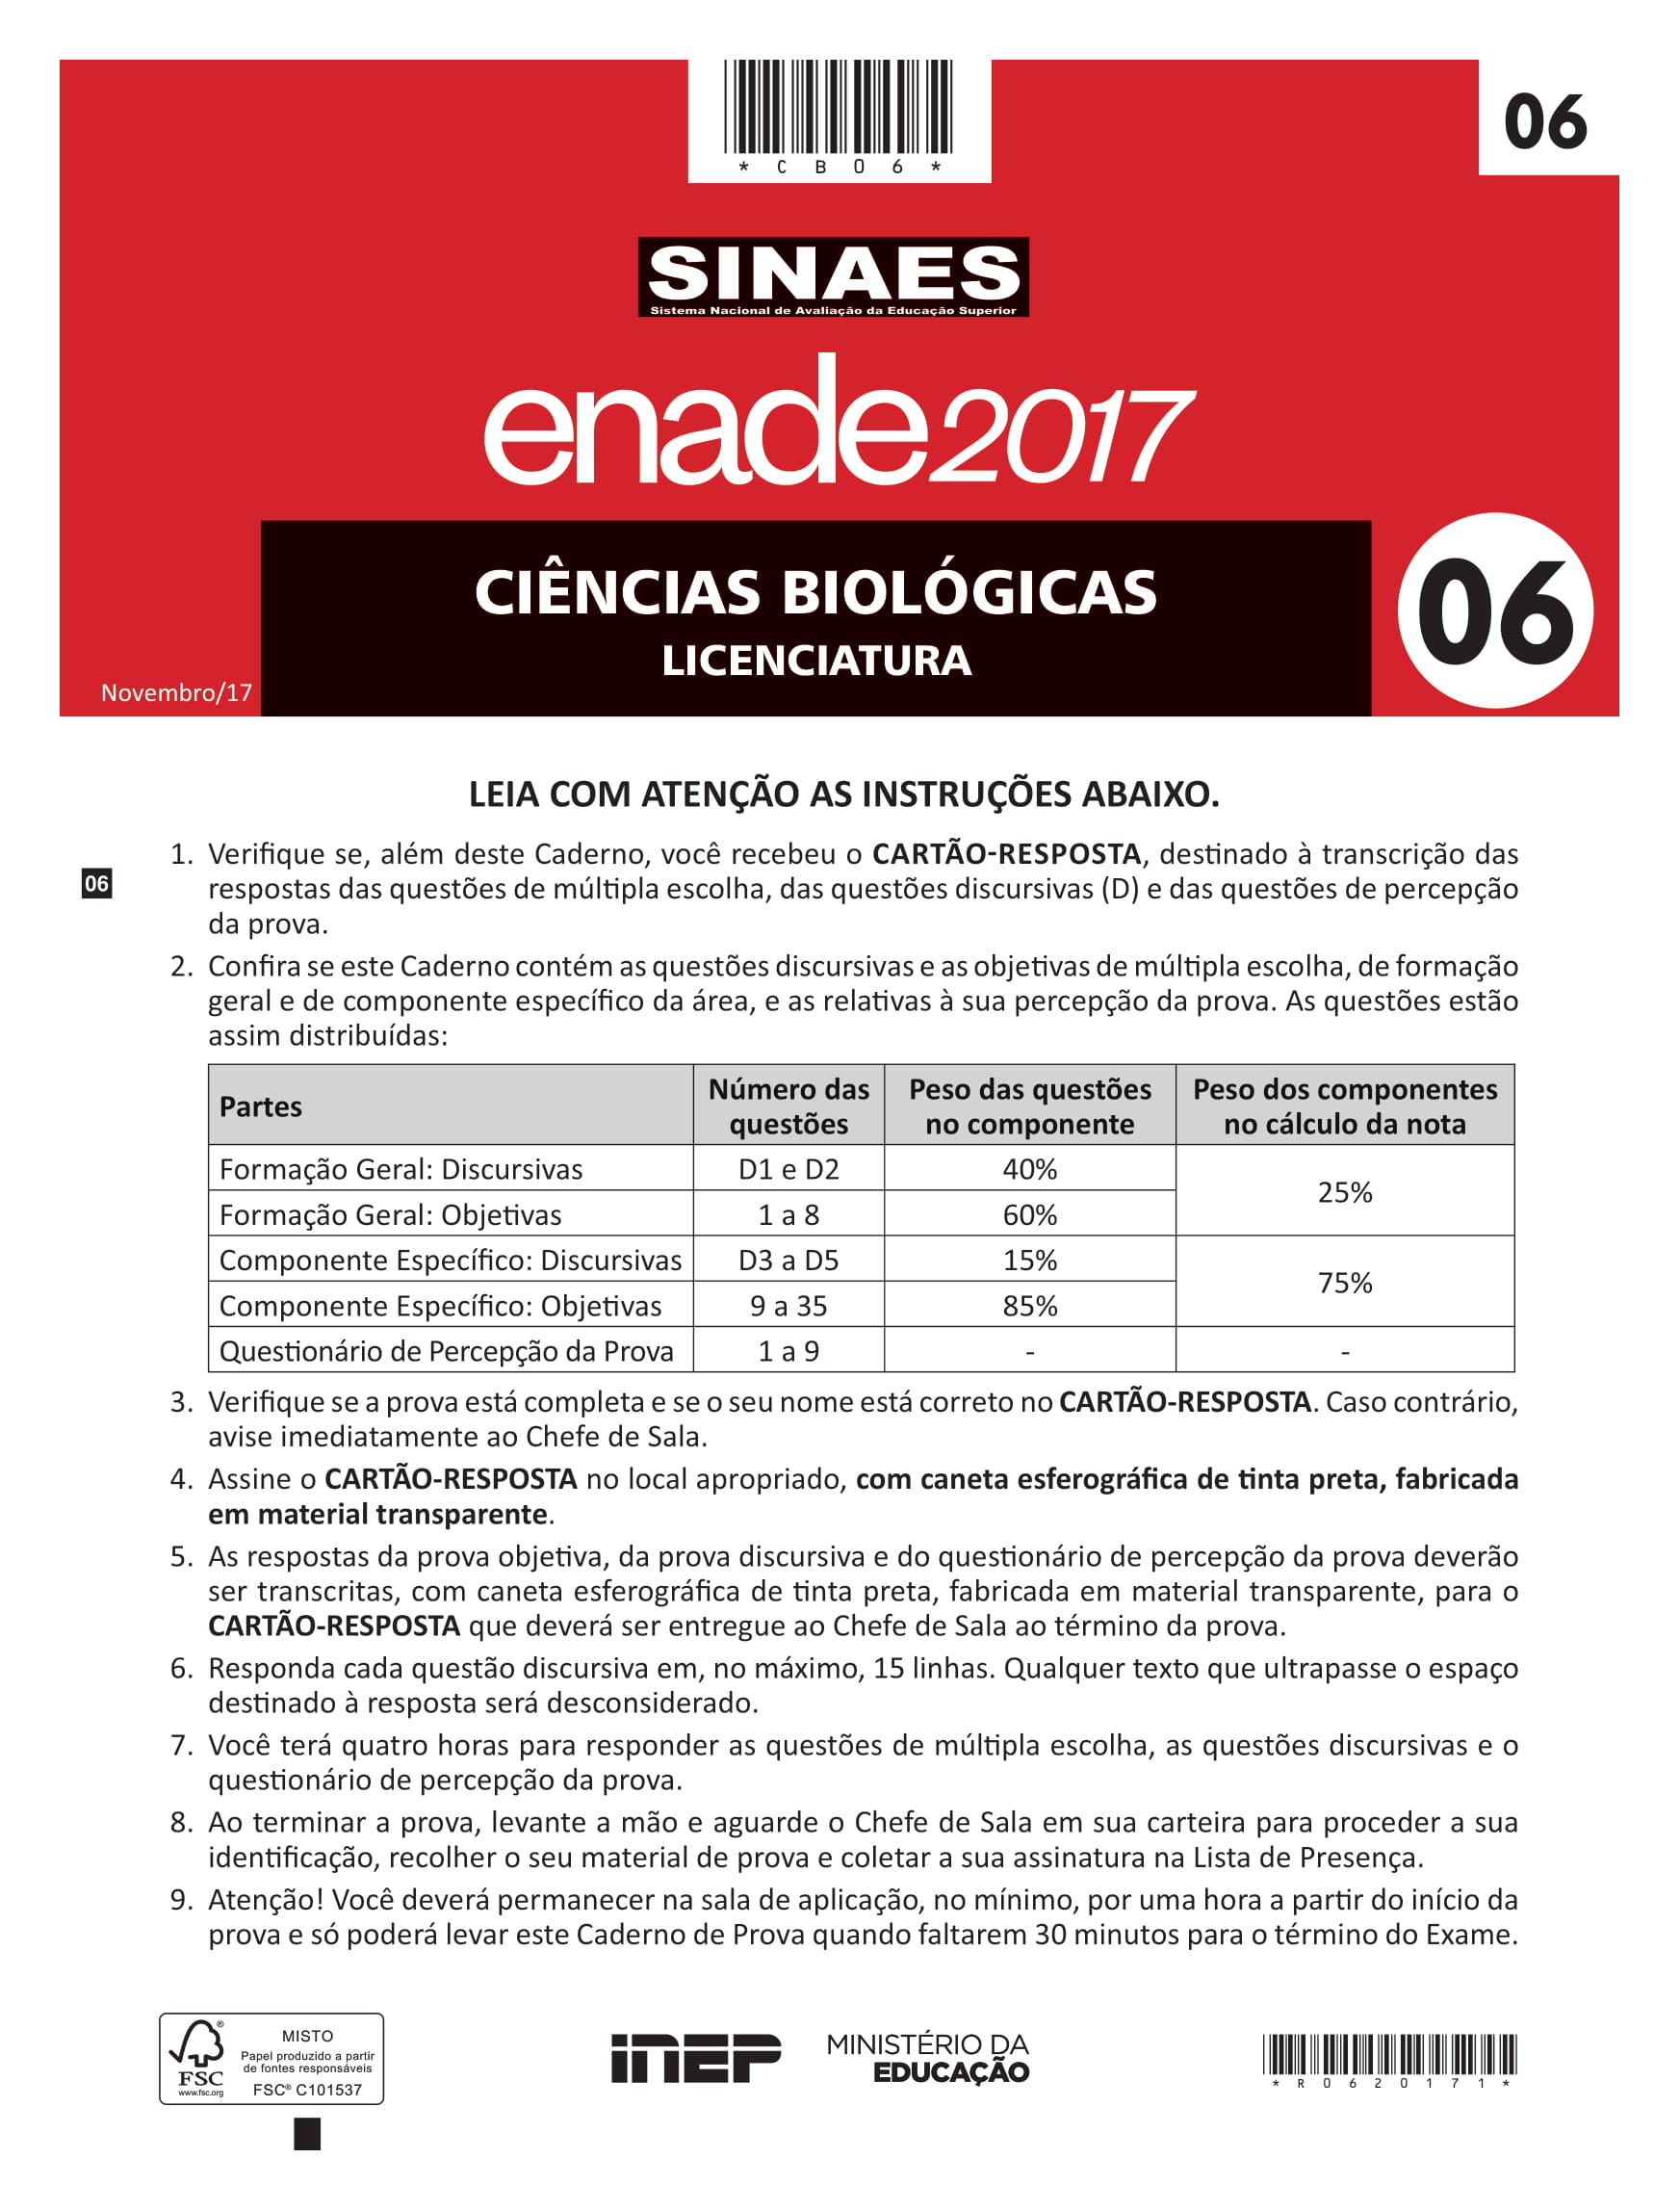 * C B 0 6 *
06
SINAES
Sistema Nacional de Avaliação da Educação Superior
enade2017
CIÊNCIAS BIOLÓGICAS
LICENCIATURA
06
Novembro/17
LEIA COM ATENÇÃO AS INSTRUÇÕES ABAIXO.
06
1. Verifique se, além deste Caderno, você recebeu o CARTÃO-RESPOSTA, destinado à transcrição das
respostas das questões de múltipla escolha, das questões discursivas (D) e das questões de percepção
da prova.
2. Confira se este Caderno contém as questões discursivas e as objetivas de múltipla escolha, de formação
geral e de componente específico da área, e as relativas à sua percepção da prova. As questões estão
assim distribuídas:
Partes Número das questões Peso das questões no componente Peso dos componentes no cálculo da nota
Formação Geral: Discursivas D1 e D2 40% 25%
Formação Geral: Objetivas 1 a 8 60%
Componente Específico: Discursivas D3 a D5 15% 75%
Componente Específico: Objetivas 9 a 35 85%
Questionário de Percepção da Prova 1 a 9 - -
3. Verifique se a prova está completa e se o seu nome está correto no CARTÃO-RESPOSTA. Caso contrário,
avise imediatamente ao Chefe de Sala.
4. Assine o CARTÃO-RESPOSTA no local apropriado, com caneta esferográfica de tinta preta, fabricada
em material transparente.
5. As respostas da prova objetiva, da prova discursiva e do questionário de percepção da prova deverão
ser transcritas, com caneta esferográfica de tinta preta, fabricada em material transparente, para o
CARTÃO-RESPOSTA que deverá ser entregue ao Chefe de Sala ao término da prova.
6. Responda cada questão discursiva em, no máximo, 15 linhas. Qualquer texto que ultrapasse o espaço
destinado à resposta será desconsiderado.
7. Você terá quatro horas para responder as questões de múltipla escolha, as questões discursivas e o
questionário de percepção da prova.
8. Ao terminar a prova, levante a mão e aguarde o Chefe de Sala em sua carteira para proceder a sua
identificação, recolher o seu material de prova e coletar a sua assinatura na Lista de Presença.
9. Atenção! Você deverá permanecer na sala de aplicação, no mínimo, por uma hora a partir do início da
prova e só poderá levar este Caderno de Prova quando faltarem 30 minutos para o término do Exame.
®
FSC
www.fsc.org
MISTO
Papel produzido a partir
de fontes responsáveis
FSC® C101537
inep
MINISTÉRIO DA
EDUCAÇÃO
* R 0 6 2 0 1 7 1 *